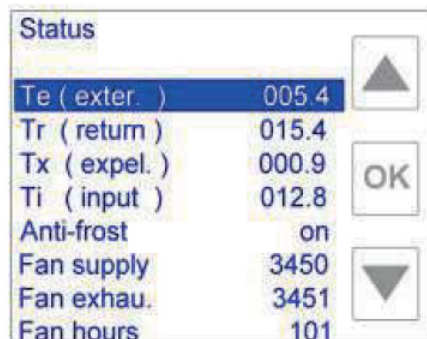 Status
Te ( exter. ) 005.4
Tr ( return ) 015.4
Tx ( expel. ) 000.9
Ti ( input ) 012.8
OK
Anti-frost on
Fan supply 3450
Fan exhau. 3451
Fan hours 101